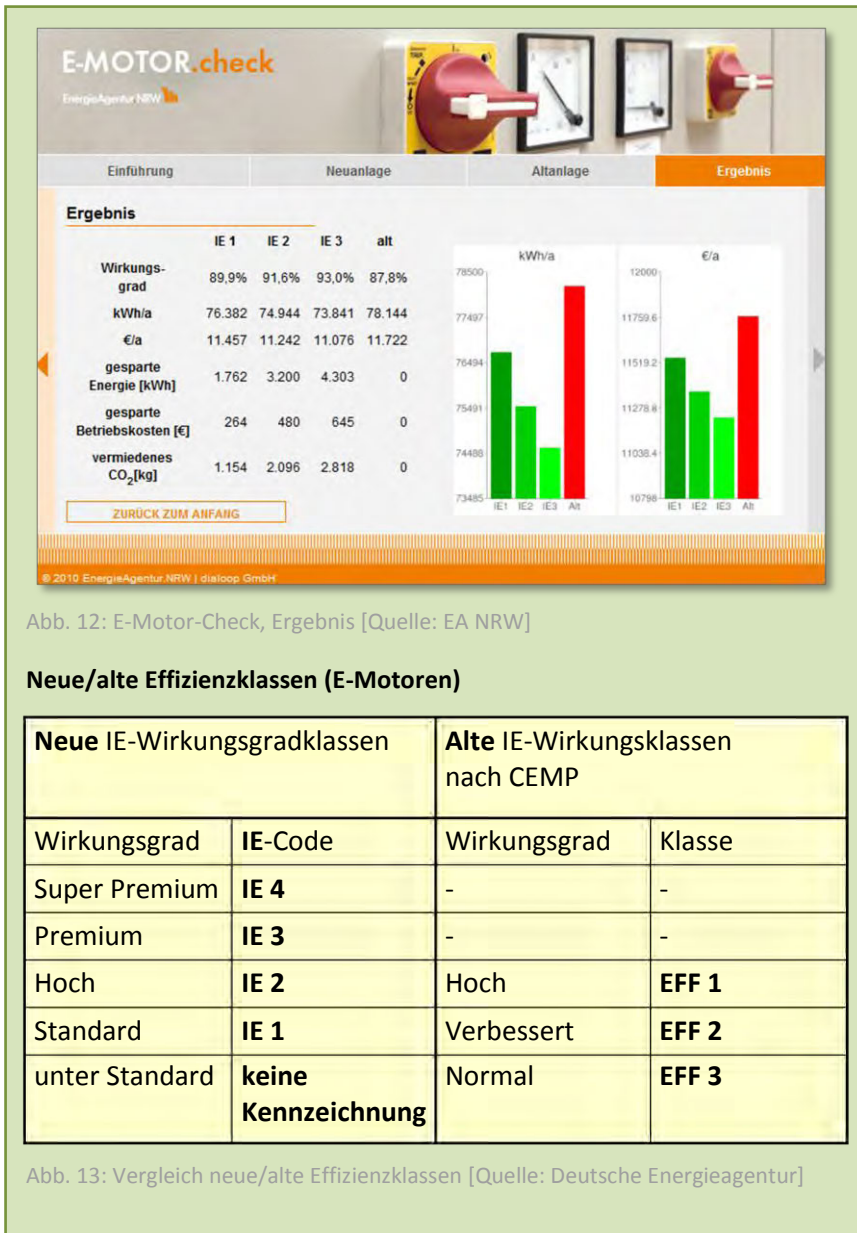 E-MOTOR.check
EnergieAgentur NRW
Einführung Neuanlage Altanlage Ergebnis
Ergebnis
IE 1 IE 2 IE 3 alt
Wirkungs-
grad 89,9% 91,6% 93,0% 87,8%
kWh/a 76.382 74.944 73.841 78.144
€/a 11.457 11.242 11.076 11.722
gesparte
Energie [kWh] 1.762 3.200 4.303 0
gesparte
Betriebskosten [€] 264 480 645 0
vermiedenes
CO2[kg] 1.154 2.096 2.818 0
ZURÜCK ZUM ANFANG
kWh/a
78500
77497
76494
75491
74488
73485
IE1 IE2 IE3 Alt
€/a
12000
11759.6
11519.2
11278.8
11038.4
10798
IE1 IE2 IE3 Alt
© 2010 EnergieAgentur.NRW | dialoop GmbH
Abb. 12: E-Motor-Check, Ergebnis [Quelle: EA NRW]
Neue/alte Effizienzklassen (E-Motoren)
Neue IE-Wirkungsgradklassen Alte IE-Wirkungsklassen
nach CEMP
Wirkungsgrad IE-Code Wirkungsgrad Klasse
Super Premium IE 4 - -
Premium IE 3 - -
Hoch IE 2 Hoch EFF 1
Standard IE 1 Verbessert EFF 2
unter Standard keine Normal EFF 3
Kennzeichnung
Abb. 13: Vergleich neue/alte Effizienzklassen [Quelle: Deutsche Energieagentur]